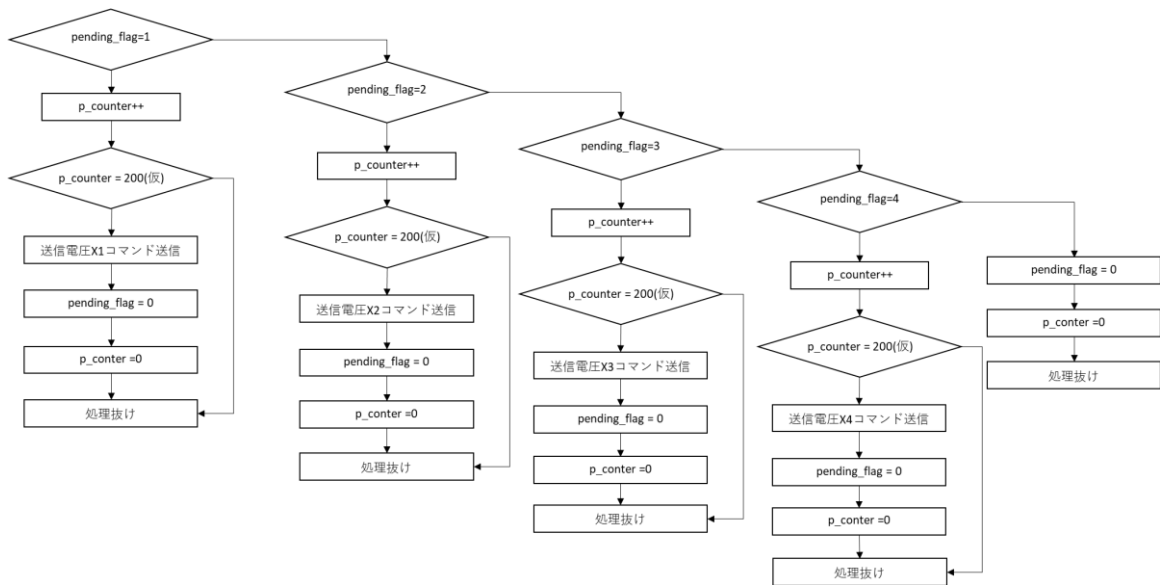 pending_flag=1
p_counter++
p_counter = 200(仮)
送信電圧X1コマンド送信
pending_flag = 0
p_conter =0
処理抜け
pending_flag=2
p_counter++
p_counter = 200(仮)
送信電圧X2コマンド送信
pending_flag = 0
p_conter =0
処理抜け
pending_flag=3
p_counter++
p_counter = 200(仮)
送信電圧X3コマンド送信
pending_flag = 0
p_conter =0
処理抜け
pending_flag=4
p_counter++
p_counter = 200(仮)
送信電圧X4コマンド送信
pending_flag = 0
p_conter =0
処理抜け
pending_flag = 0
p_conter =0
処理抜け